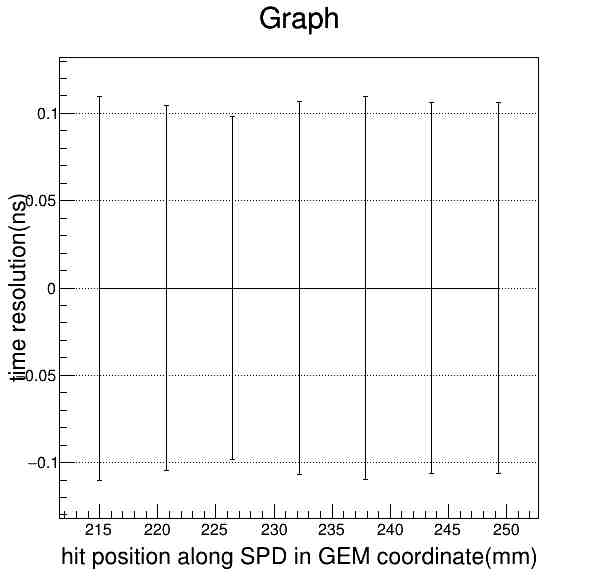 Graph
time resolution(ns)
0.1
0.05
0
−0.05
−0.1
215 220 225 230 235 240 245 250
hit position along SPD in GEM coordinate(mm)